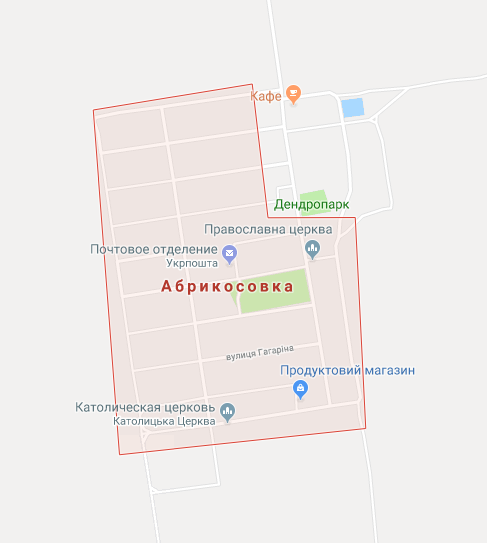 Кафе
Дендропарк
Православна церква
Почтовое отделение
Укрпошта
Абрикосовка
вулиця Гагаріна
Продуктовий магазин
Католическая церковь
Католицька Церква